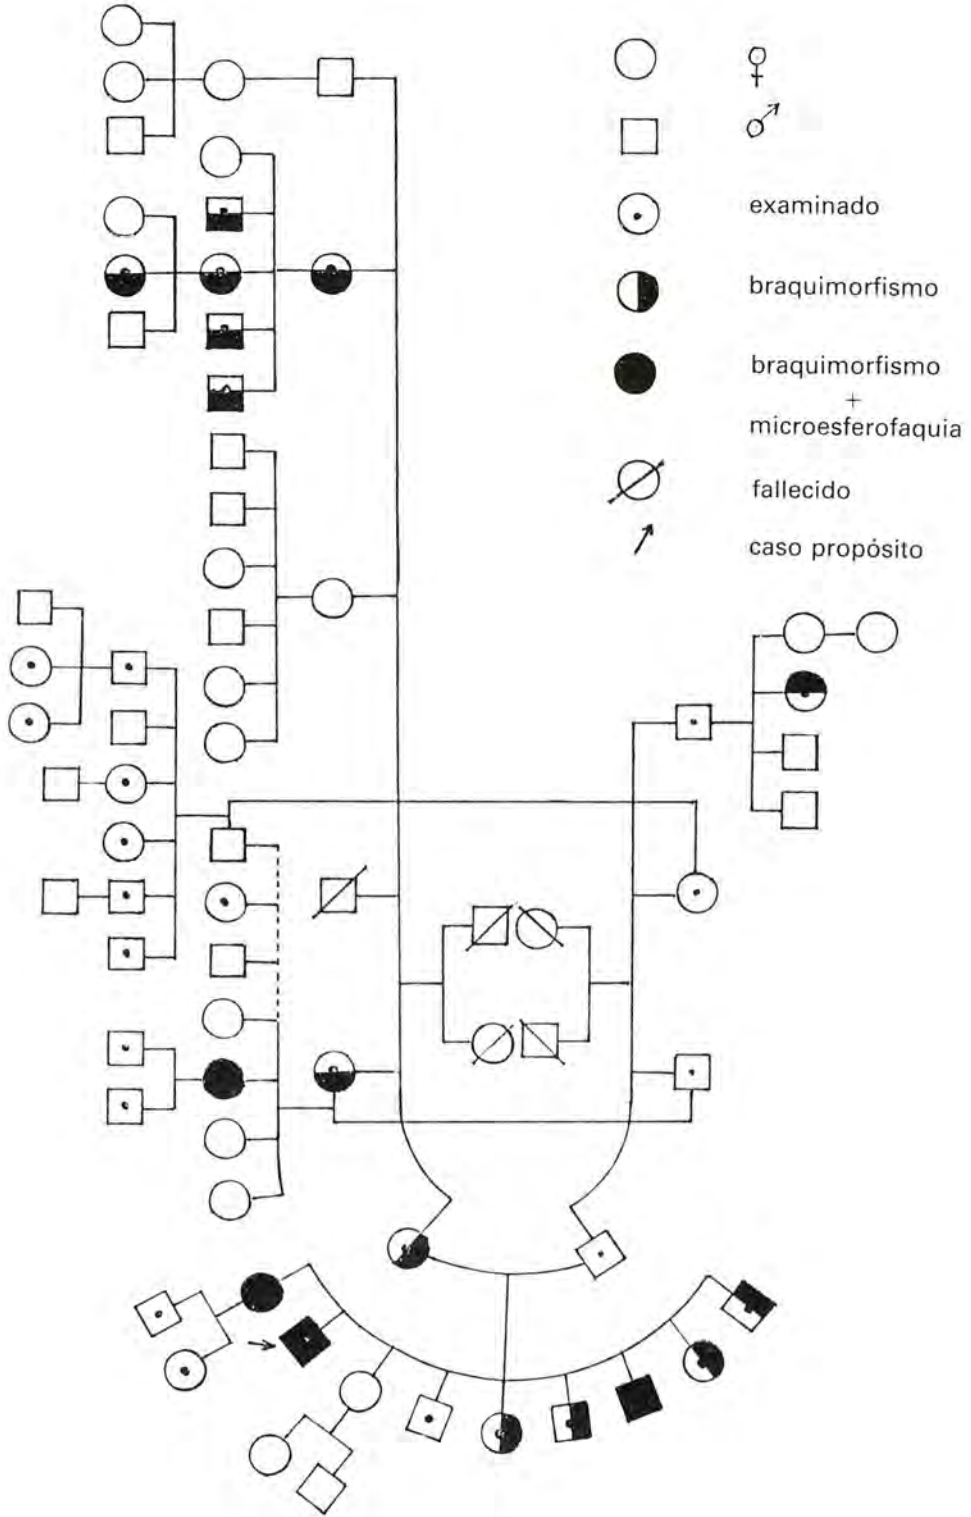 examinado
braquimorfismo
braquimorfismo
+
microesferofaquia
fallecido
caso propósito